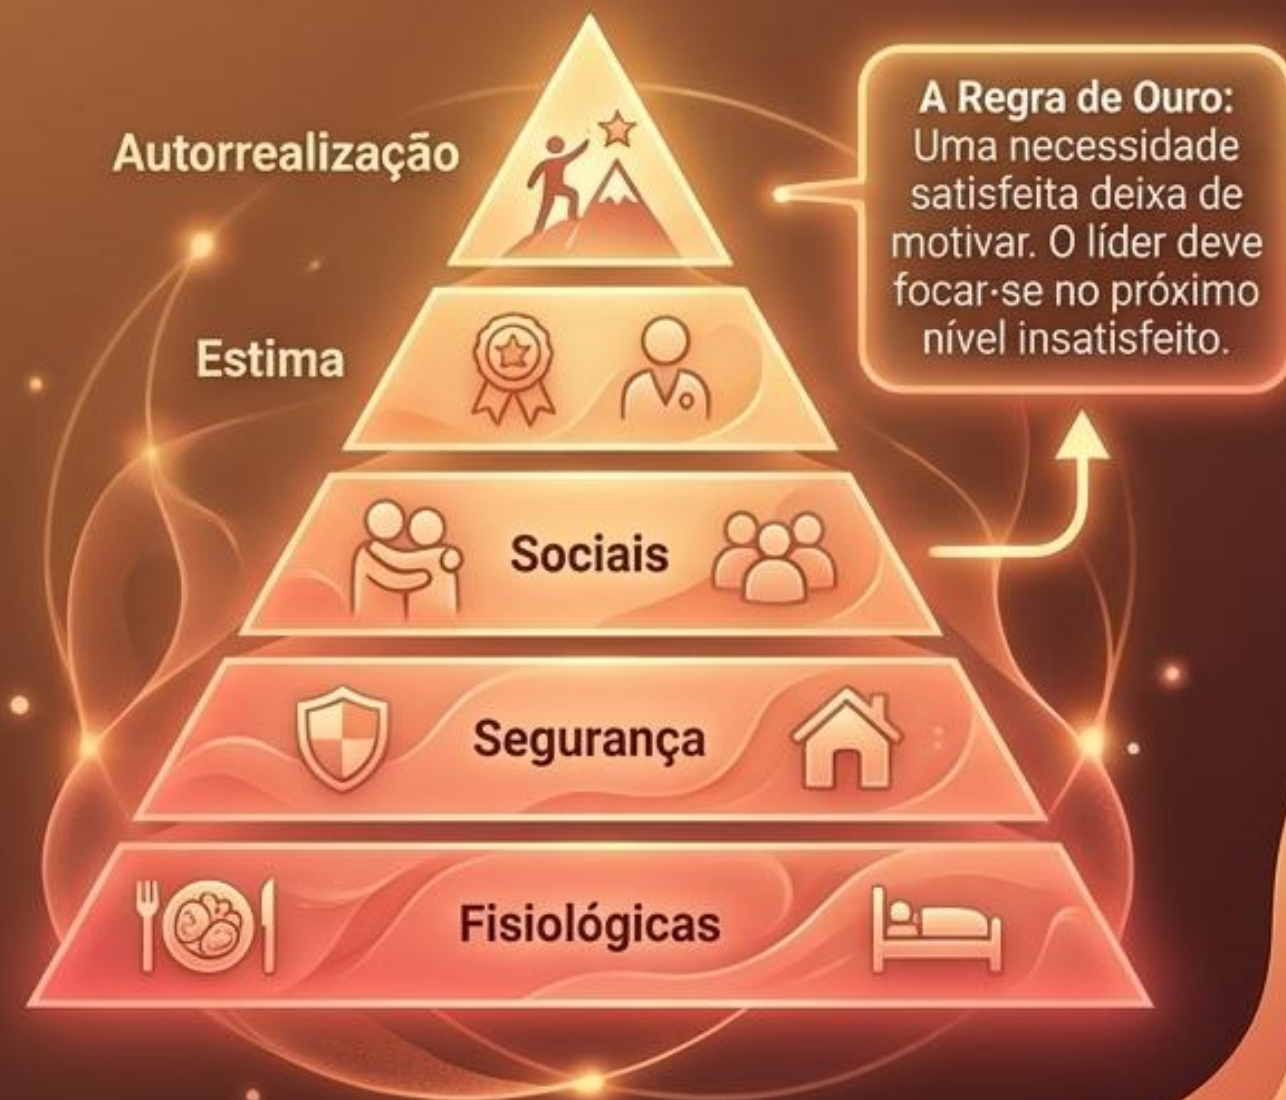 Autorrealização
A Regra de Ouro:
Uma necessidade
satisfeita deixa de
motivar. O líder deve
focar·se no próximo
nível insatisfeito.
Estima
Sociais
Segurança
Fisiológicas